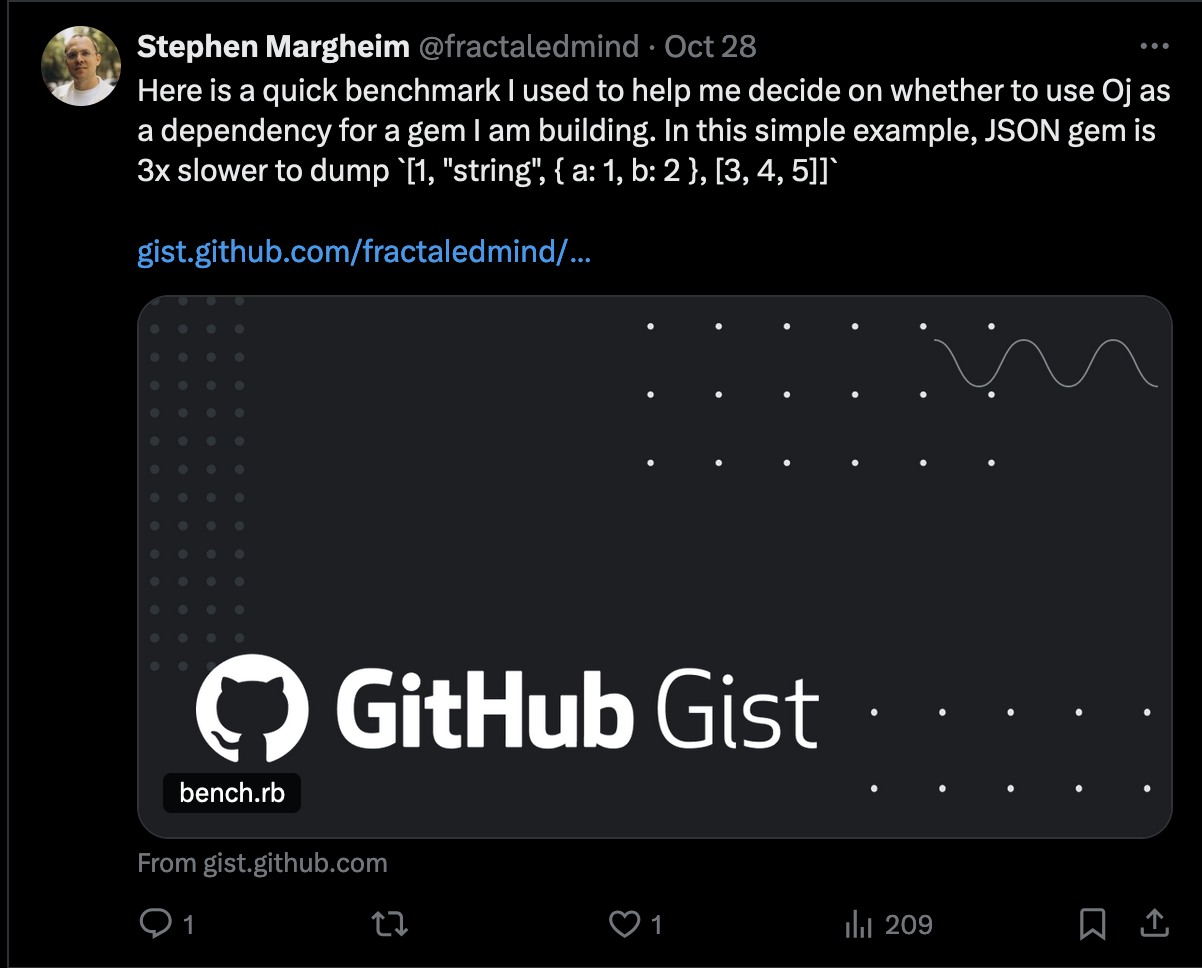 Stephen Margheim @fractaledmind · Oct 28
Here is a quick benchmark I used to help me decide on whether to use Oj as
a dependency for a gem I am building. In this simple example, JSON gem is
3x slower to dump `[1, "string", { a: 1, b: 2 }, [3, 4, 5]]`
gist.github.com/fractaledmind/...
GitHub Gist
bench.rb
From gist.github.com
1 1 209